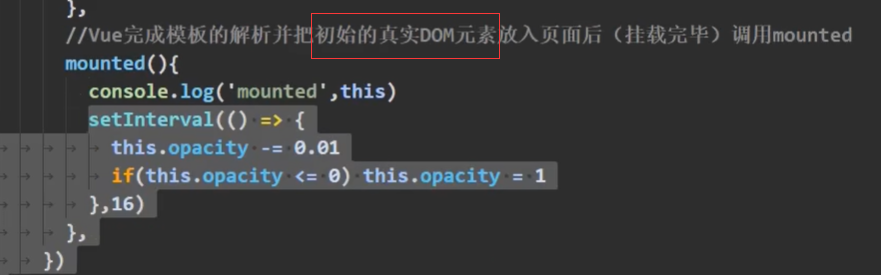 },
//Vue完成模板的解析并把初始的真实DOM元素放入页面后（挂载完毕）调用mounted
mounted(){
console.log('mounted',this)
setInterval(() => {
this.opacity -= 0.01
if(this.opacity <= 0) this.opacity = 1
},16)
},
})